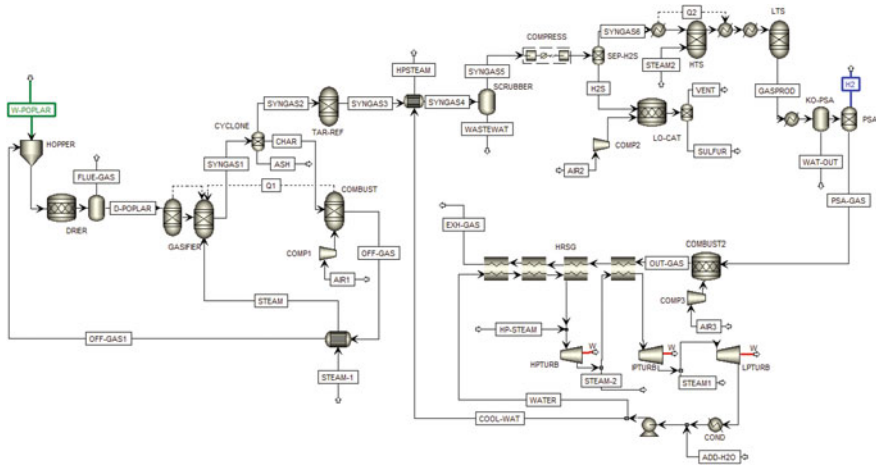 Q2
LTS
SYNGAS6
COMPRESS
HPSTEAM
SYNGAS5
SEP-H2S
STEAM2
HTS
W-POPLAR
SYNGAS2
SYNGAS3
SYNGAS4
SCRUBBER
H2S
VENT
GASPROD
H2
HOPPER
CYCLONE
TAR-REF
CHAR
WASTEWAT
LO-CAT
PSA
KO-PSA
FLUE-GAS
SYNGAS1
ASH
COMP2
SULFUR
AIR2
WAT-OUT
Q1
COMBUST
D-POPLAR
PSA-GAS
DRIER
GASIFIER
EXH-GAS
COMP1
OFF-GAS
HRSG
OUT-GAS
COMBUST2
AIR1
STEAM
COMP3
HP-STEAM
AIR3
OFF-GAS1
W
W
W
HPTURB
IPTURB
LPTURB
STEAM-1
STEAM-2
STEAM1
WATER
COOL-WAT
COND
ADD-H2O